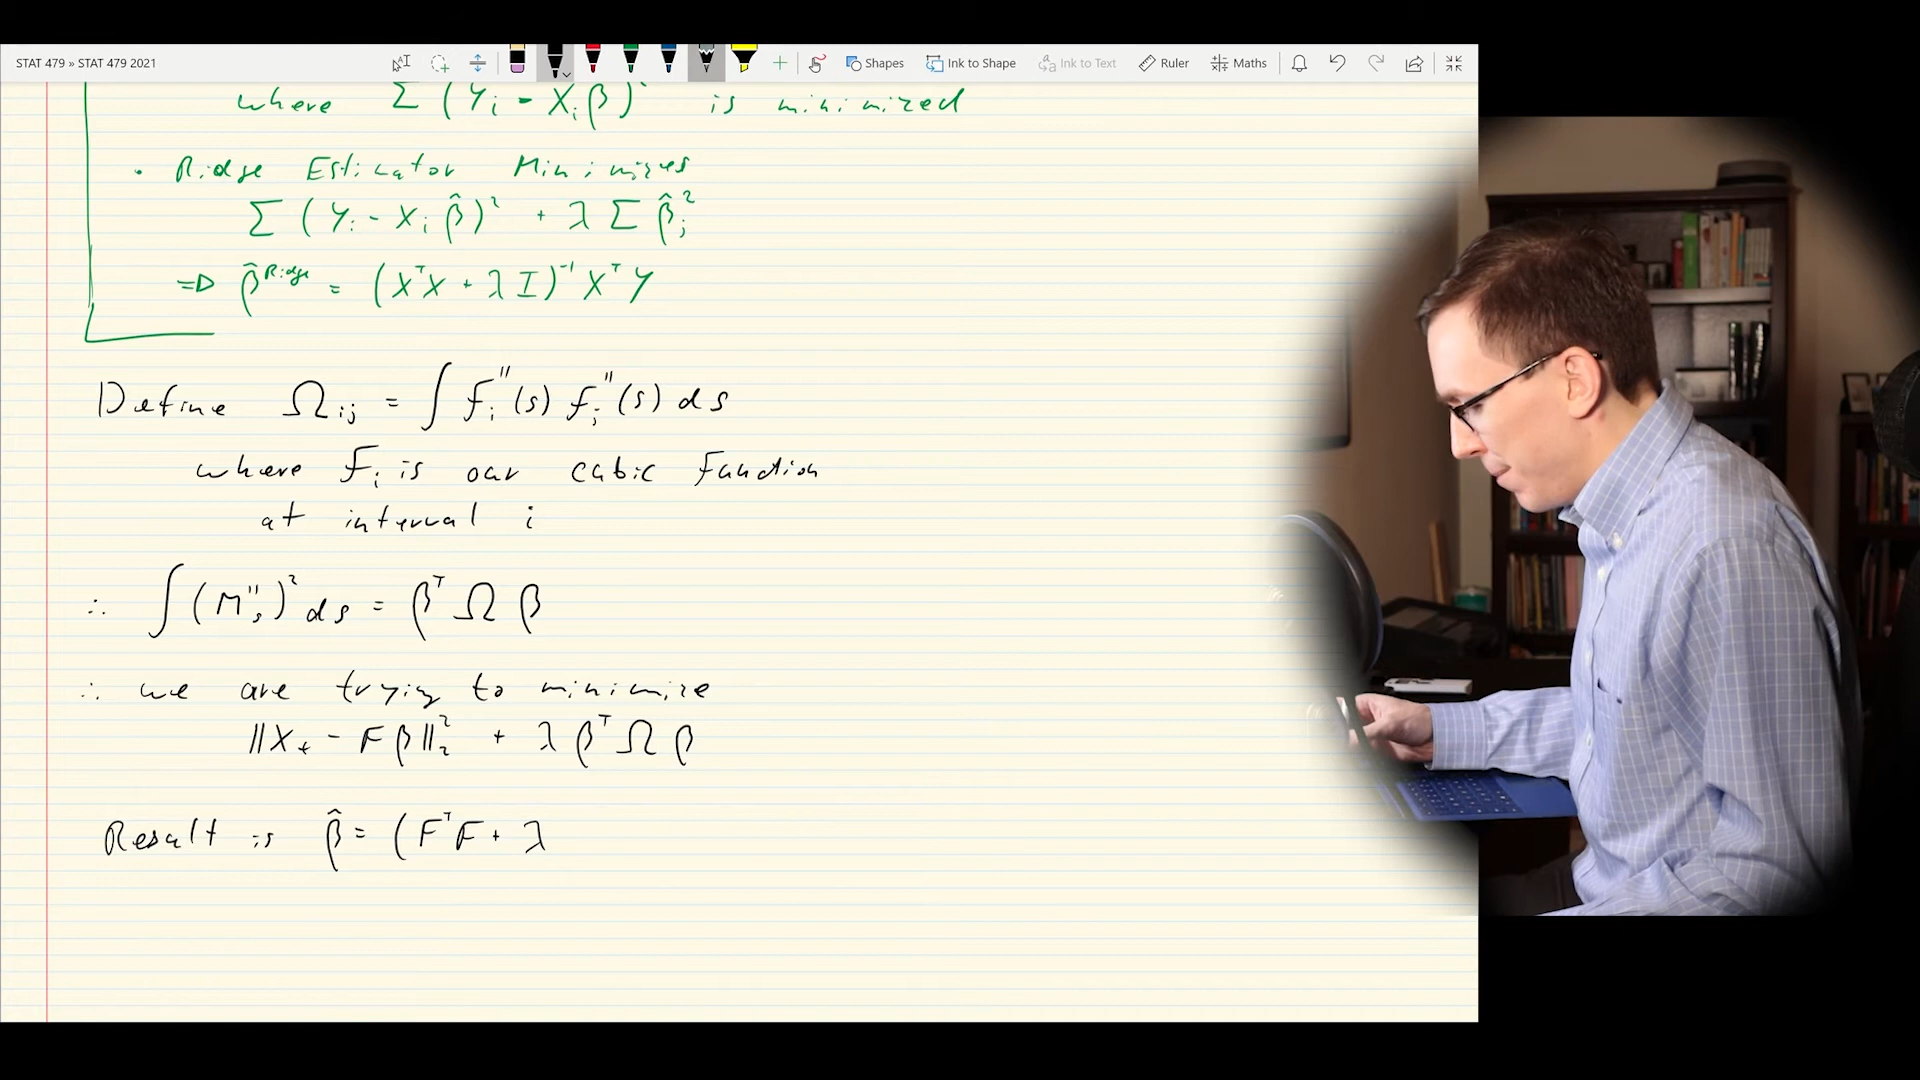 STAT 479 » STAT 479 2021
Shapes
Ink to Shape
Ink to Text
Ruler
Maths
where Σ (Yᵢ - Xᵢβ)² is minimized
· Ridge Estimator Minimizes
Σ (Yᵢ - Xᵢ β̂)² + λ Σ β̂ⱼ²
=> β̂ᴿⁱᵈᵍᵉ = (XᵀX + λ I)⁻¹ XᵀY
Define Ωᵢⱼ = ∫ fᵢ''(s) fⱼ''(s) ds
where fᵢ is our cubic function
at interval i
∴ ∫ (M''ₛ)² ds = βᵀ Ω β
∴ we are trying to minimize
||Xₜ - Fβ||₂² + λ βᵀ Ω β
Result is β̂ = (FᵀF + λ